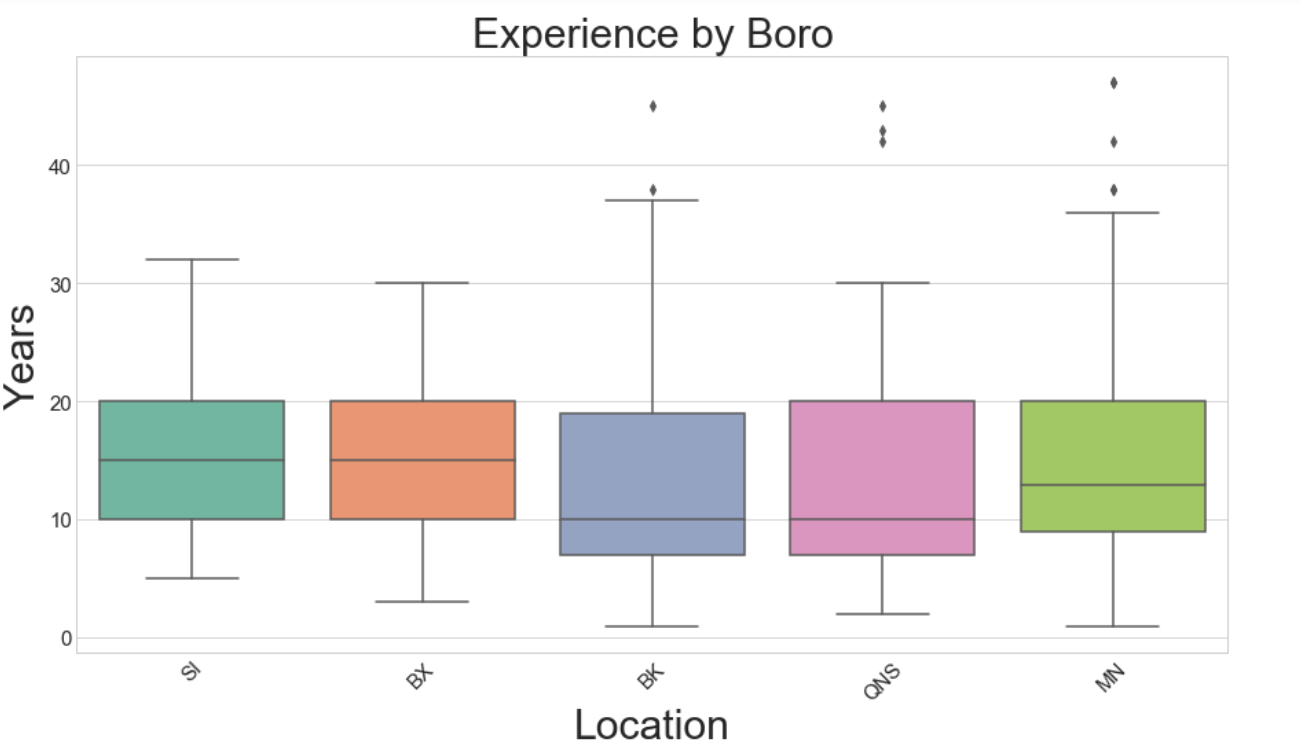 Experience by Boro
Years
40
30
20
10
0
SI
BX
BK
QNS
MN
Location